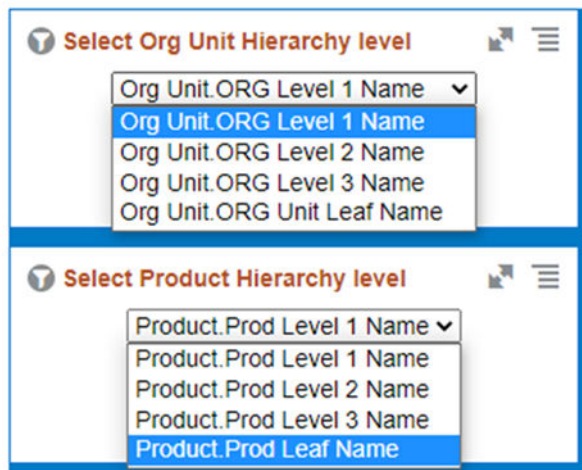 Select Org Unit Hierarchy level
Org Unit.ORG Level 1 Name
Org Unit.ORG Level 1 Name
Org Unit.ORG Level 2 Name
Org Unit.ORG Level 3 Name
Org Unit.ORG Unit Leaf Name
Select Product Hierarchy level
Product.Prod Level 1 Name
Product.Prod Level 1 Name
Product.Prod Level 2 Name
Product.Prod Level 3 Name
Product.Prod Leaf Name